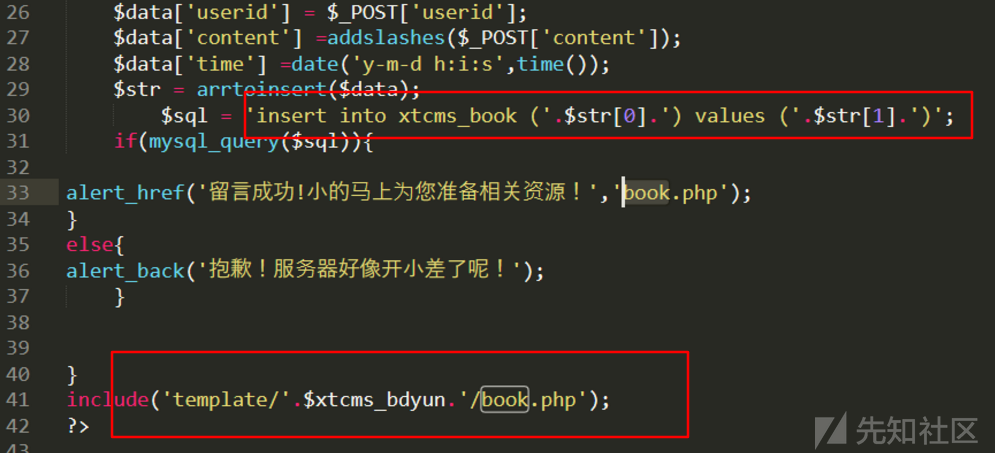 26 $data['userid'] = $_POST['userid'];
27 $data['content'] =addslashes($_POST['content']);
28 $data['time'] =date('y-m-d h:i:s',time());
29 $str = arrtoinsert($data);
30 $sql = 'insert into xtcms_book ('.$str[0].') values ('.$str[1].')';
31 if(mysql_query($sql)){
32
33 alert_href('留言成功!小的马上为您准备相关资源！','book.php');
34 }
35 else{
36 alert_back('抱歉！服务器好像开小差了呢！');
37 }
38
39
40 }
41 include('template/'.$xtcms_bdyun.'/book.php');
42 ?>
43
先知社区